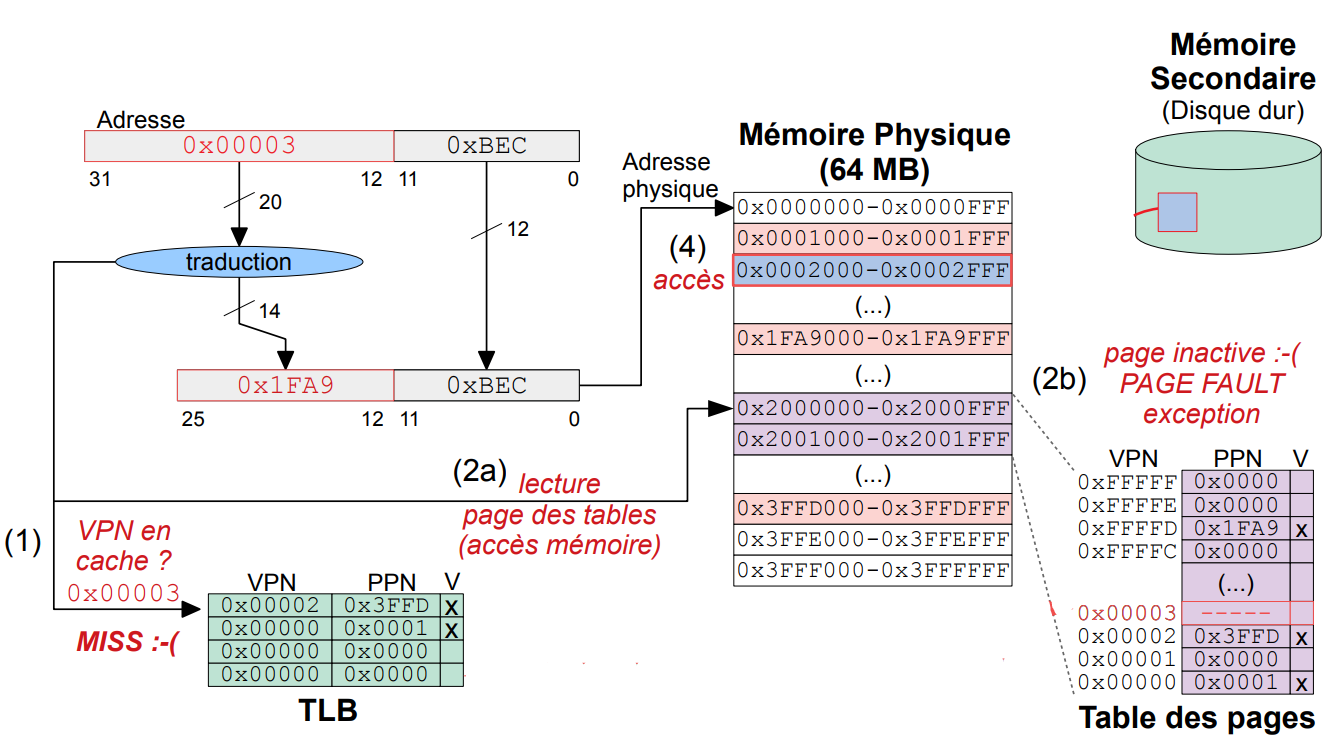 Mémoire
Secondaire
(Disque dur)
Adresse
0x00003 0xBEC
31 12 11 0
20
12
traduction
14
0x1FA9 0xBEC
25 12 11 0
Adresse
physique
(4)
accès
Mémoire Physique
(64 MB)
0x0000000-0x0000FFF
0x0001000-0x0001FFF
0x0002000-0x0002FFF
(...)
0x1FA9000-0x1FA9FFF
(...)
0x2000000-0x2000FFF
0x2001000-0x2001FFF
(...)
0x3FFD000-0x3FFDFFF
0x3FFE000-0x3FFEFFF
0x3FFF000-0x3FFFFFF
(2a) lecture
page des tables
(accès mémoire)
(1)
VPN en
cache ?
0x00003
MISS :-(
VPN PPN V
0x00002 0x3FFD x
0x00000 0x0001 x
0x00000 0x0000
0x00000 0x0000
TLB
(2b)
page inactive :-(
PAGE FAULT
exception
VPN PPN V
0xFFFFF 0x0000
0xFFFFE 0x0000
0xFFFFD 0x1FA9 x
0xFFFFC 0x0000
(...)
0x00003 -----
0x00002 0x3FFD x
0x00001 0x0000
0x00000 0x0001 x
Table des pages